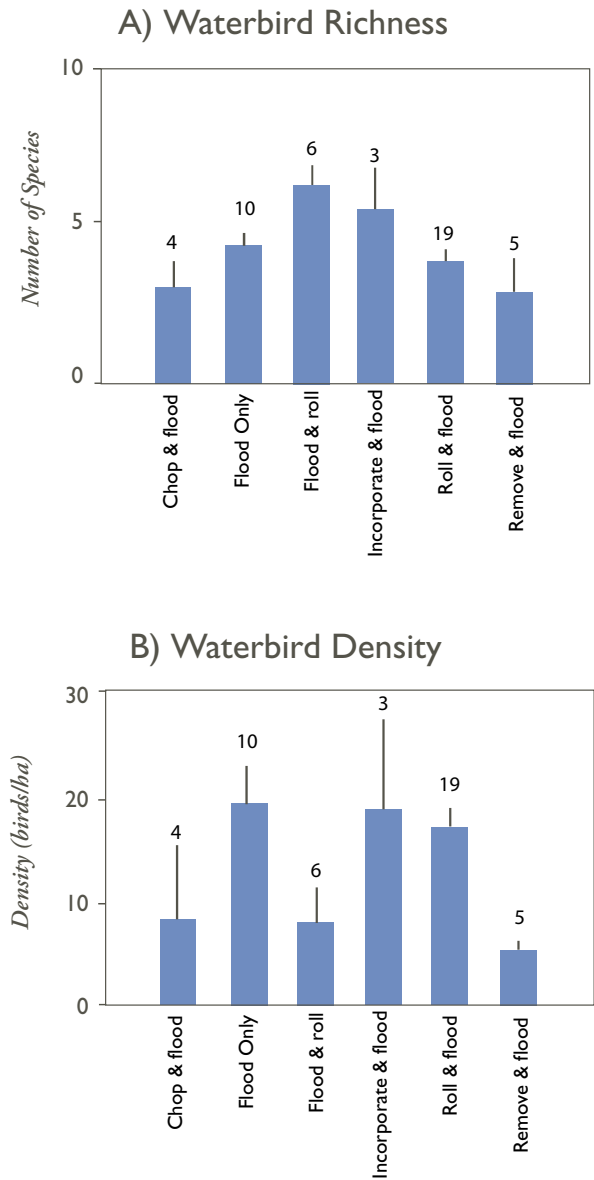 A) Waterbird Richness
10
5
0
Number of Species
4
10
6
3
19
5
Chop & flood
Flood Only
Flood & roll
Incorporate & flood
Roll & flood
Remove & flood
B) Waterbird Density
30
20
10
0
Density (birds/ha)
4
10
6
3
19
5
Chop & flood
Flood Only
Flood & roll
Incorporate & flood
Roll & flood
Remove & flood